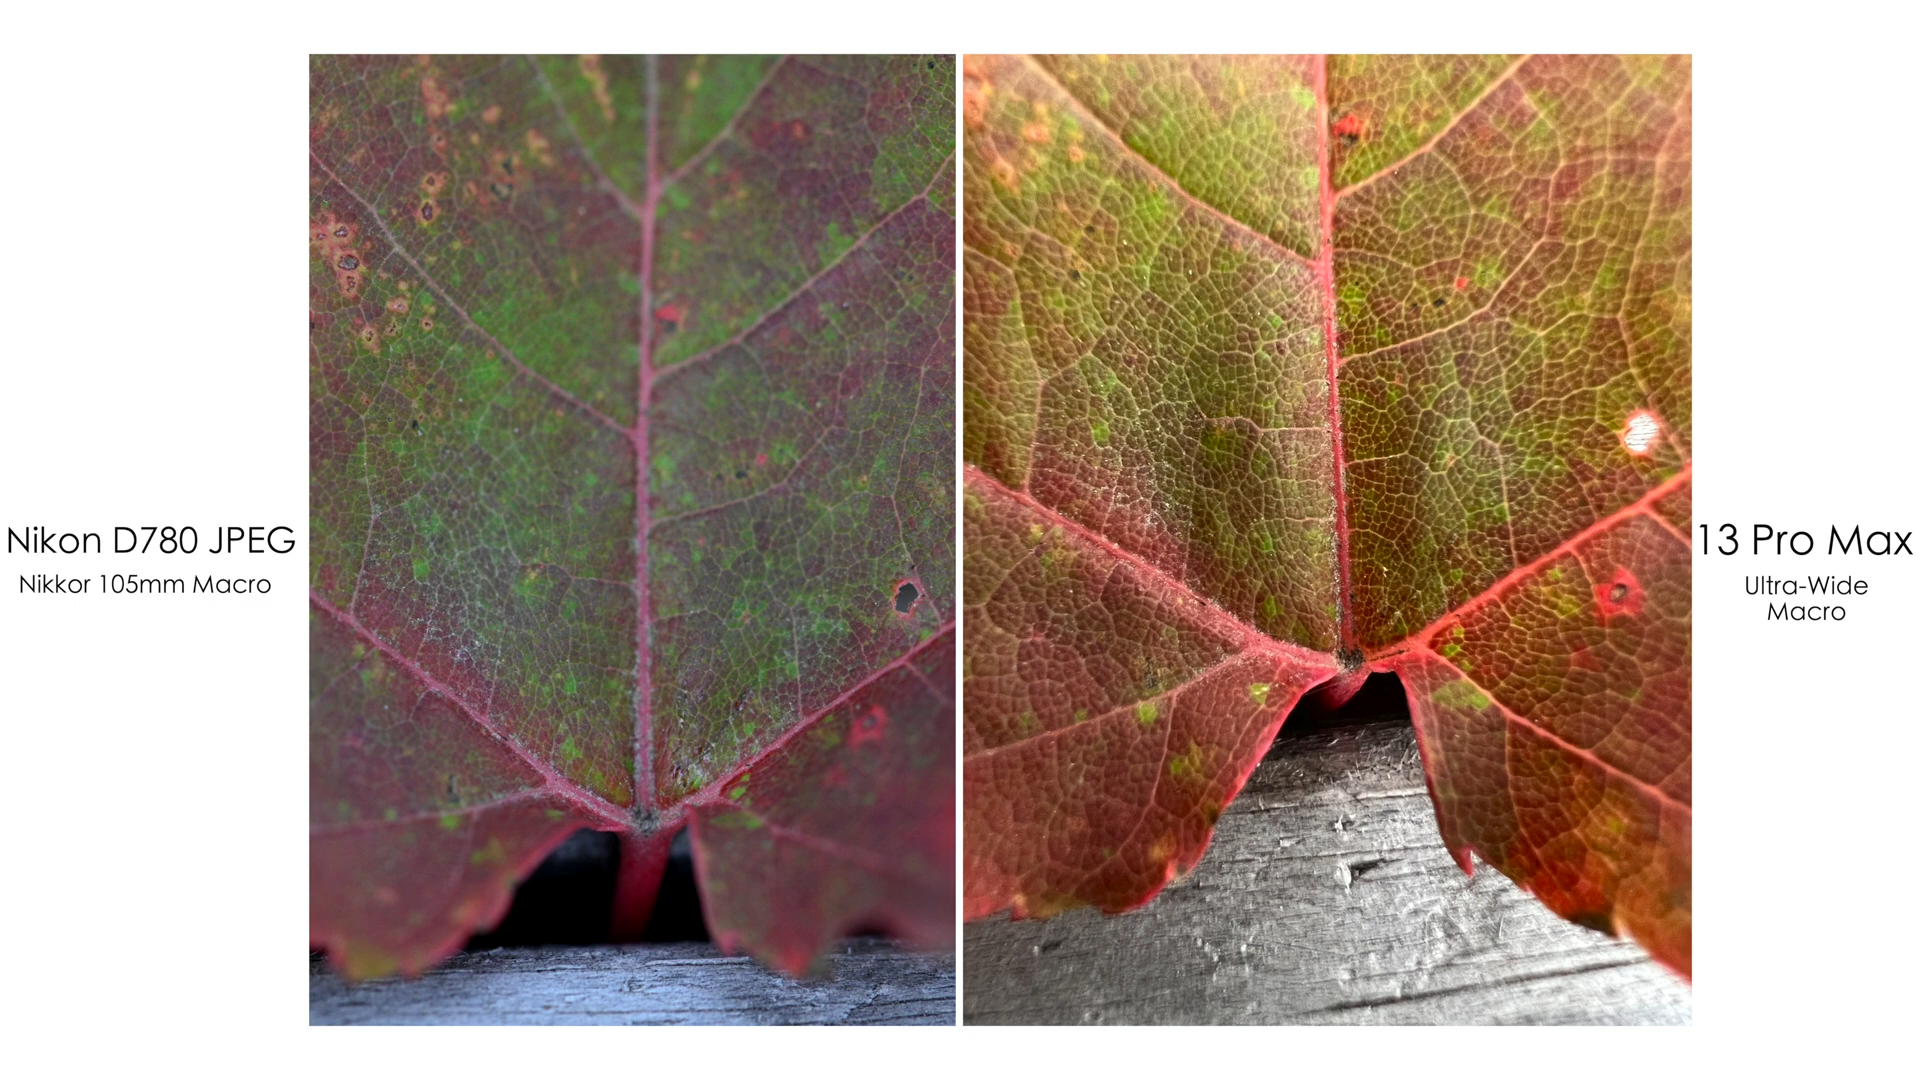 Nikon D780 JPEG
Nikkor 105mm Macro
13 Pro Max
Ultra-Wide
Macro